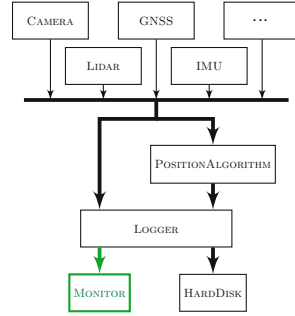 CAMERA GNSS ...
LIDAR IMU
POSITIONALGORITHM
LOGGER
MONITOR HARDDISK